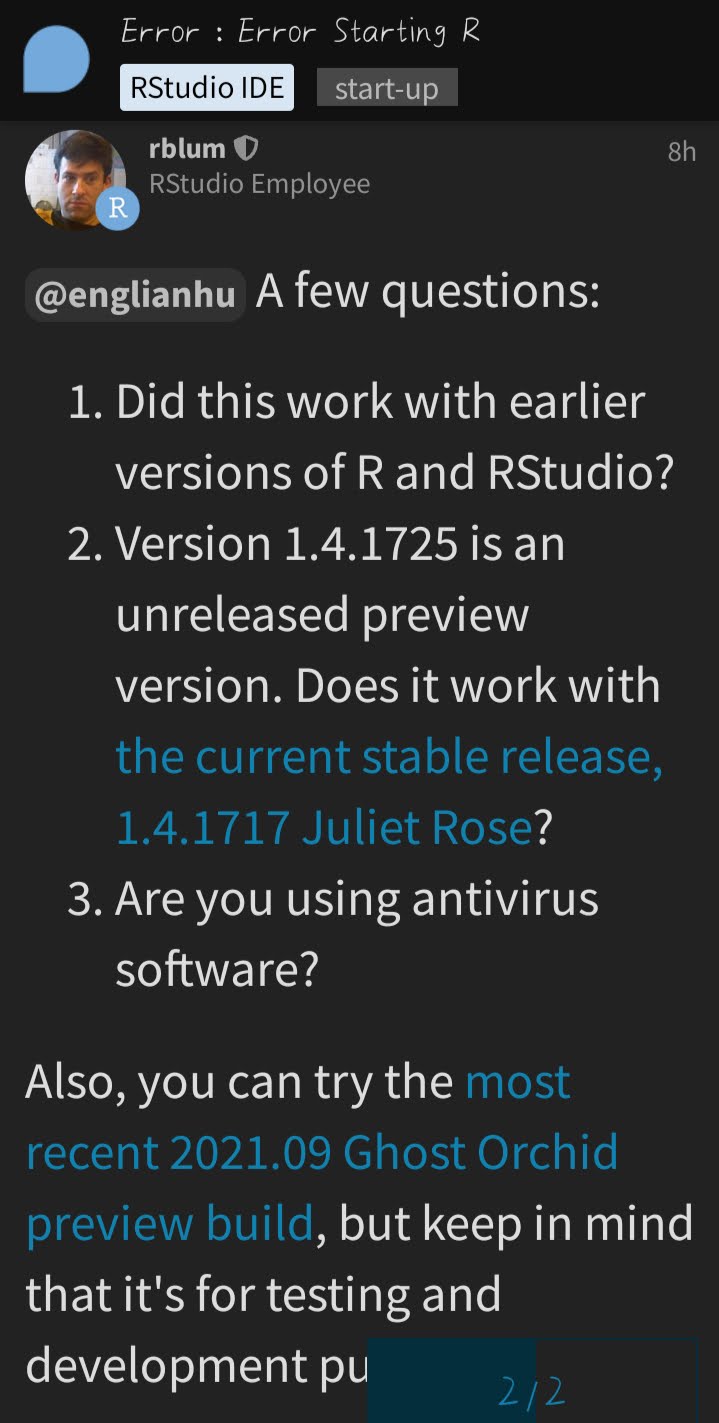 Error : Error Starting R
RStudio IDE start-up
rblum 8h
RStudio Employee
R
@englianhu A few questions:
1. Did this work with earlier
versions of R and RStudio?
2. Version 1.4.1725 is an
unreleased preview
version. Does it work with
the current stable release,
1.4.1717 Juliet Rose?
3. Are you using antivirus
software?
Also, you can try the most
recent 2021.09 Ghost Orchid
preview build, but keep in mind
that it's for testing and
development pu
2/2